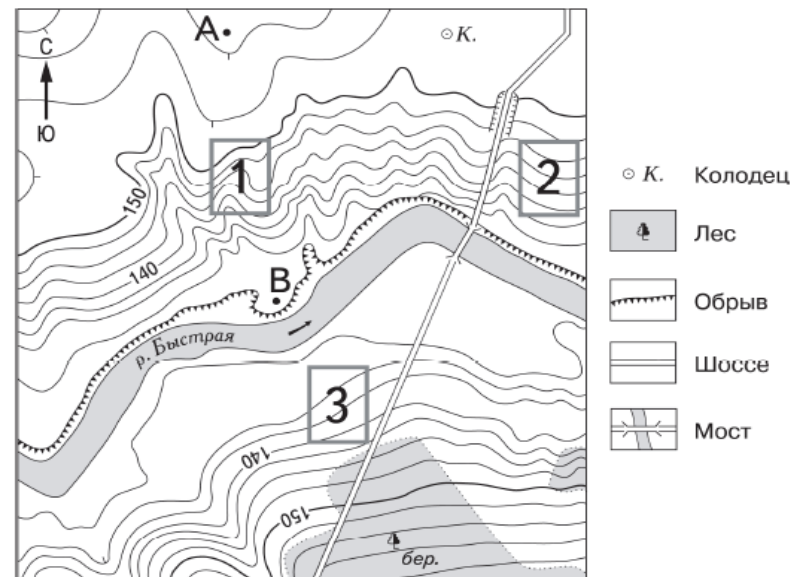 А
К.
С
Ю
1
2
150
140
В
р. Быстрая
3
140
150
бер.
К. Колодец
Лес
Обрыв
Шоссе
Мост